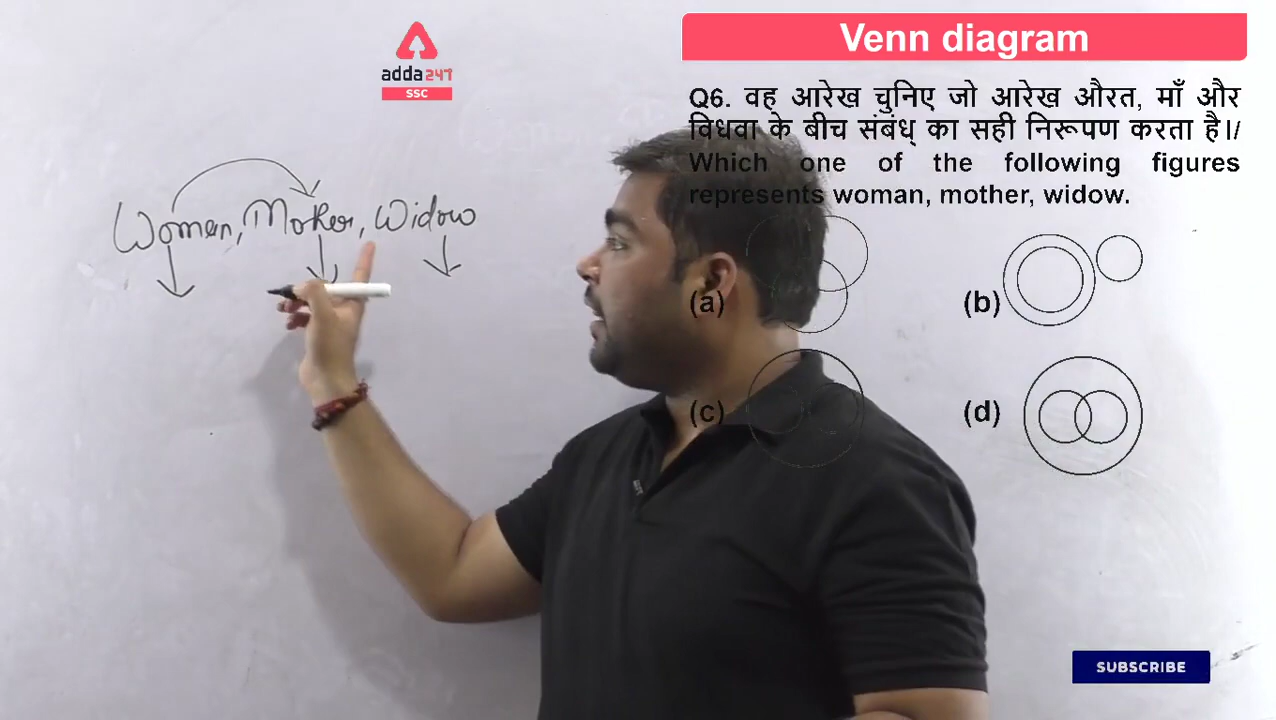 Venn diagram
adda247
SSC
Q6. वह आरेख चुनिए जो आरेख औरत, माँ और
विधवा के बीच संबंध् का सही निरूपण करता है।/
Which one of the following figures
represents woman, mother, widow.
Women, Mother, Widow
(a)
(b)
(c)
(d)
SUBSCRIBE